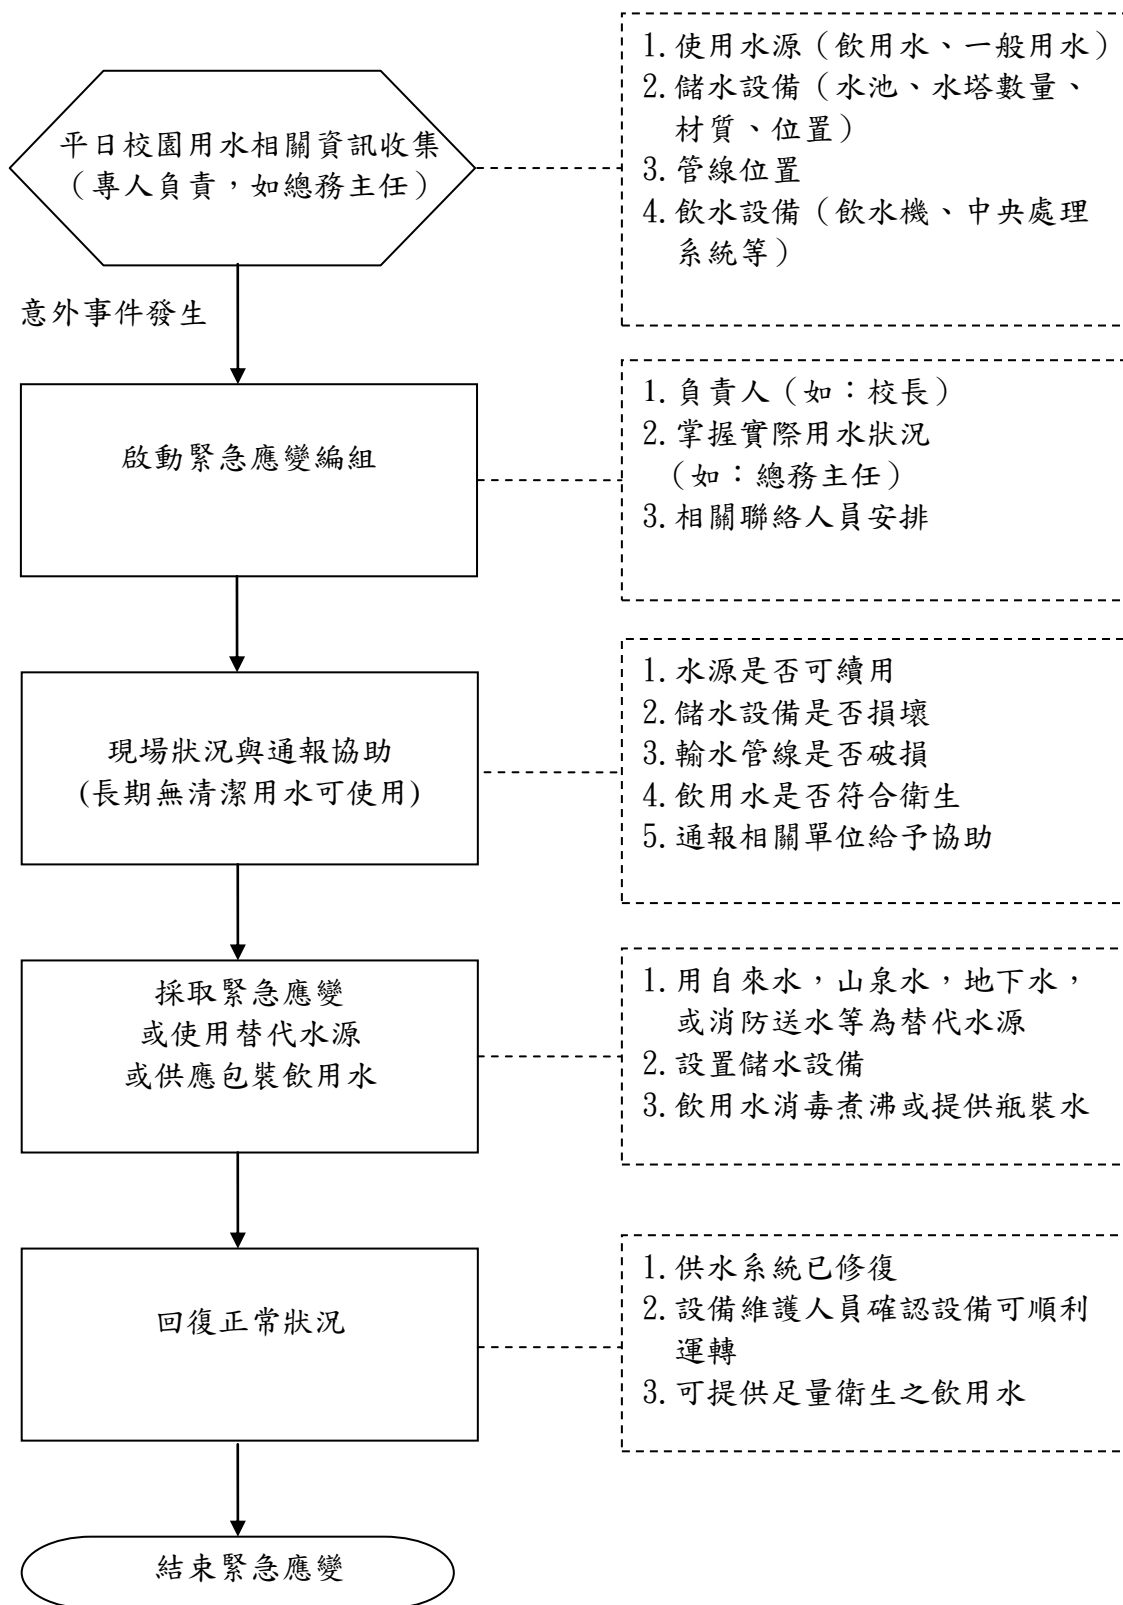 平日校園用水相關資訊收集
（專人負責，如總務主任）
1.使用水源（飲用水、一般用水）
2.儲水設備（水池、水塔數量、
材質、位置）
3.管線位置
4.飲水設備（飲水機、中央處理
系統等）
意外事件發生
啟動緊急應變編組
1.負責人（如：校長）
2.掌握實際用水狀況
（如：總務主任）
3.相關聯絡人員安排
現場狀況與通報協助
(長期無清潔用水可使用)
1.水源是否可續用
2.儲水設備是否損壞
3.輸水管線是否破損
4.飲用水是否符合衛生
5.通報相關單位給予協助
採取緊急應變
或使用替代水源
或供應包裝飲用水
1.用自來水，山泉水，地下水，
或消防送水等為替代水源
2.設置儲水設備
3.飲用水消毒煮沸或提供瓶裝水
回復正常狀況
1.供水系統已修復
2.設備維護人員確認設備可順利
運轉
3.可提供足量衛生之飲用水
結束緊急應變